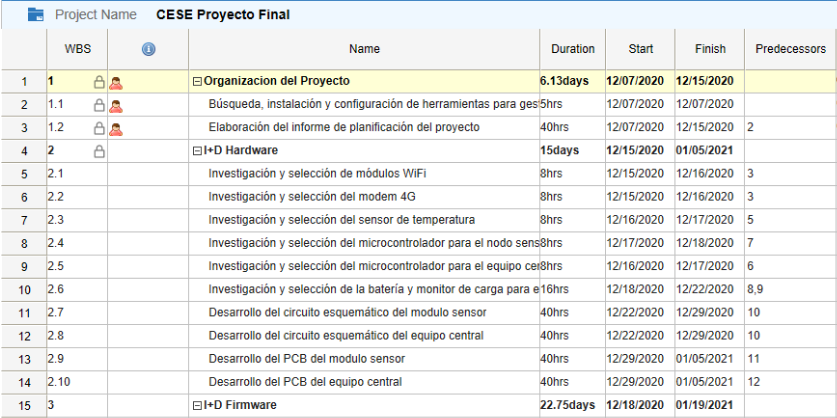 Project Name CESE Proyecto Final
WBS Name Duration Start Finish Predecessors
1 1 Organizacion del Proyecto 6.13days 12/07/2020 12/15/2020
2 1.1 Búsqueda, instalación y configuración de herramientas para ges 5hrs 12/07/2020 12/07/2020
3 1.2 Elaboración del informe de planificación del proyecto 40hrs 12/07/2020 12/15/2020 2
4 2 I+D Hardware 15days 12/15/2020 01/05/2021
5 2.1 Investigación y selección de módulos WiFi 8hrs 12/15/2020 12/16/2020 3
6 2.2 Investigación y selección del modem 4G 8hrs 12/15/2020 12/16/2020 3
7 2.3 Investigación y selección del sensor de temperatura 8hrs 12/16/2020 12/17/2020 5
8 2.4 Investigación y selección del microcontrolador para el nodo sens 8hrs 12/17/2020 12/18/2020 7
9 2.5 Investigación y selección del microcontrolador para el equipo cer 8hrs 12/16/2020 12/17/2020 6
10 2.6 Investigación y selección de la batería y monitor de carga para e 16hrs 12/18/2020 12/22/2020 8,9
11 2.7 Desarrollo del circuito esquemático del modulo sensor 40hrs 12/22/2020 12/29/2020 10
12 2.8 Desarrollo del circuito esquemático del equipo central 40hrs 12/22/2020 12/29/2020 10
13 2.9 Desarrollo del PCB del modulo sensor 40hrs 12/29/2020 01/05/2021 11
14 2.10 Desarrollo del PCB del equipo central 40hrs 12/29/2020 01/05/2021 12
15 3 I+D Firmware 22.75days 12/18/2020 01/19/2021